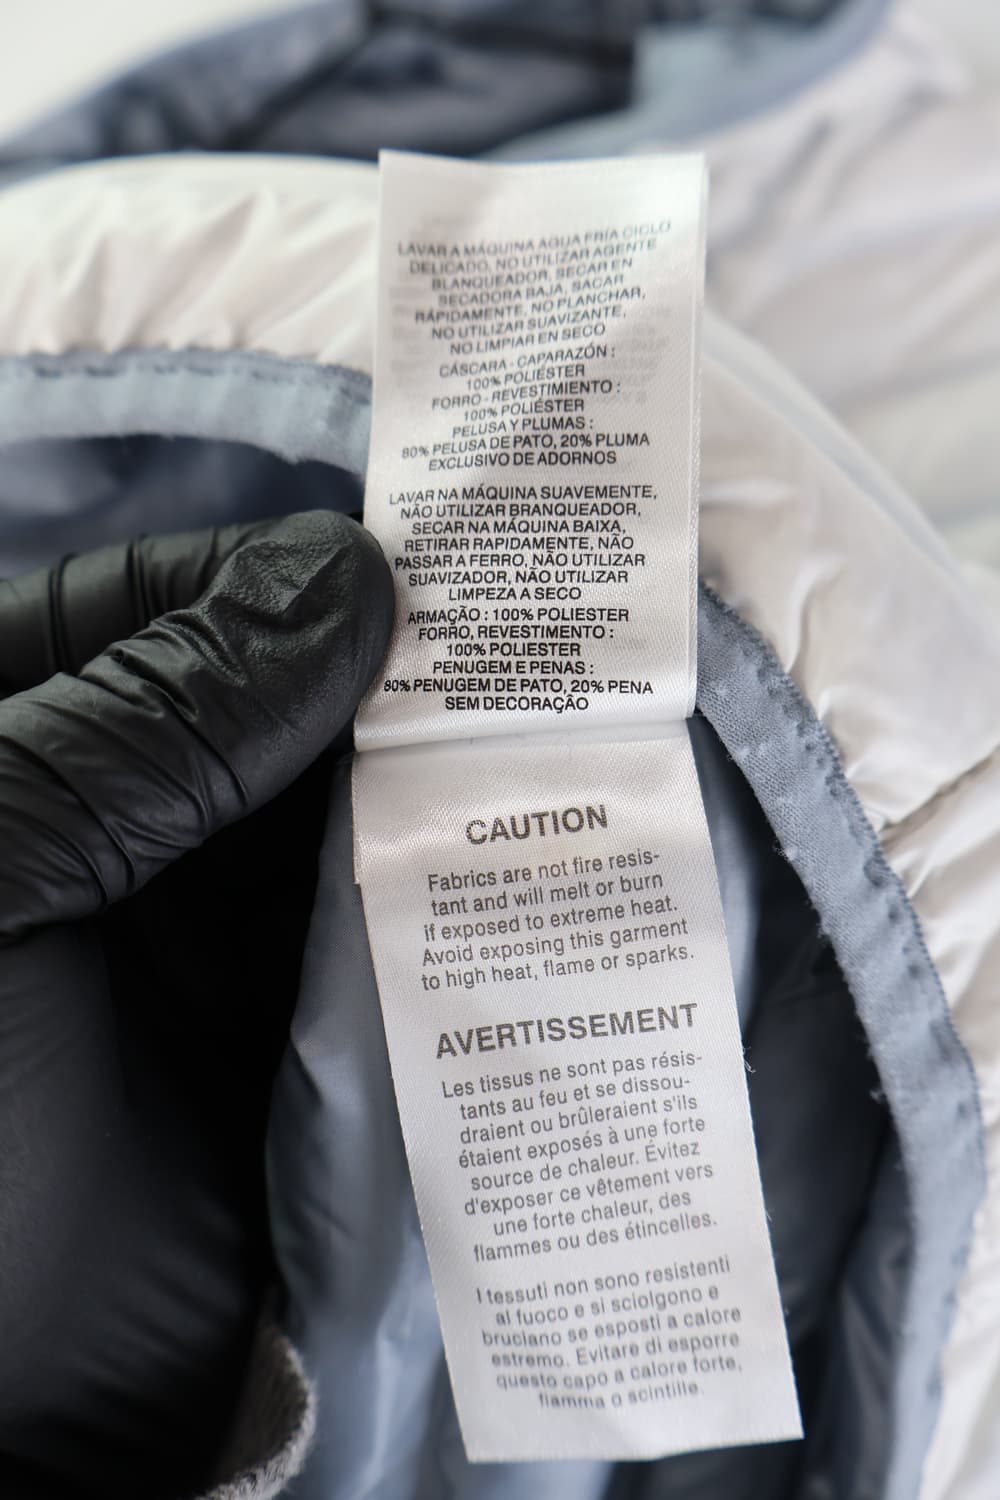 LAVAR A MÁQUINA AGUA FRÍA CICLO
DELICADO, NO UTILIZAR AGENTE
BLANQUEADOR, SECAR EN
SECADORA BAJA, SACAR
RÁPIDAMENTE, NO PLANCHAR,
NO UTILIZAR SUAVIZANTE,
NO LIMPIAR EN SECO
CÁSCARA - CAPARAZÓN :
100% POLIÉSTER
FORRO - REVESTIMIENTO :
100% POLIÉSTER
PELUSA Y PLUMAS :
80% PELUSA DE PATO, 20% PLUMA
EXCLUSIVO DE ADORNOS
LAVAR NA MÁQUINA SUAVEMENTE,
NÃO UTILIZAR BRANQUEADOR,
SECAR NA MÁQUINA BAIXA,
RETIRAR RAPIDAMENTE, NÃO
PASSAR A FERRO, NÃO UTILIZAR
SUAVIZADOR, NÃO UTILIZAR
LIMPEZA A SECO
ARMAÇÃO : 100% POLIESTER
FORRO, REVESTIMENTO :
100% POLIESTER
PENUGEM E PENAS :
80% PENUGEM DE PATO, 20% PENA
SEM DECORAÇÃO
CAUTION
Fabrics are not fire resis-
tant and will melt or burn
if exposed to extreme heat.
Avoid exposing this garment
to high heat, flame or sparks.
AVERTISSEMENT
Les tissus ne sont pas résis-
tants au feu et se dissou-
draient ou brûleraient s'ils
étaient exposés à une forte
source de chaleur. Évitez
d'exposer ce vêtement vers
une forte chaleur, des
flammes ou des étincelles.
I tessuti non sono resistenti
al fuoco e si sciolgono e
bruciano se esposti a calore
estremo. Evitare di esporre
questo capo a calore forte,
fiamma o scintille.